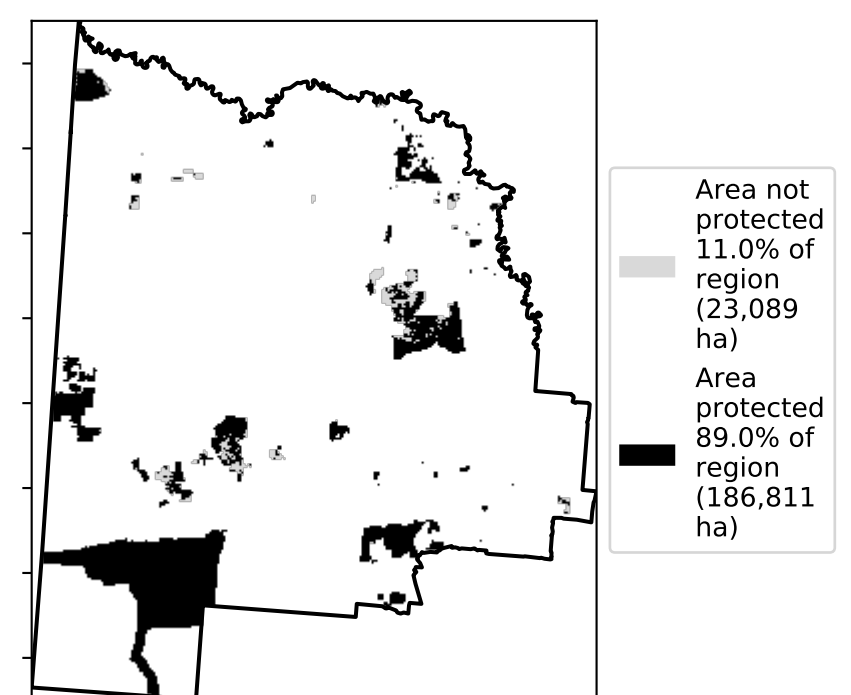 Area not
protected
11.0% of
region
(23,089
ha)
Area
protected
89.0% of
region
(186,811
ha)